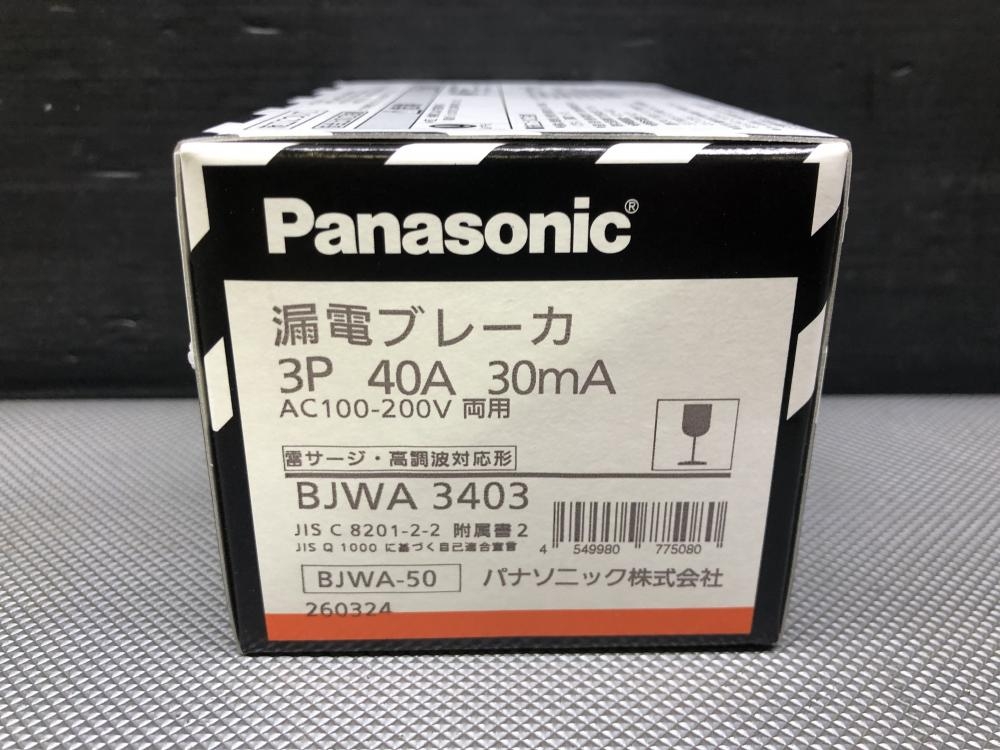 Panasonic®
漏電ブレーカ
3P 40A 30mA
AC100-200V 両用
雷サージ・高調波対応形
BJWA 3403
JIS C 8201-2-2 附属書2
JIS Q 1000 に基づく自己適合宣言
4 549980 775080
BJWA-50 パナソニック株式会社
260324